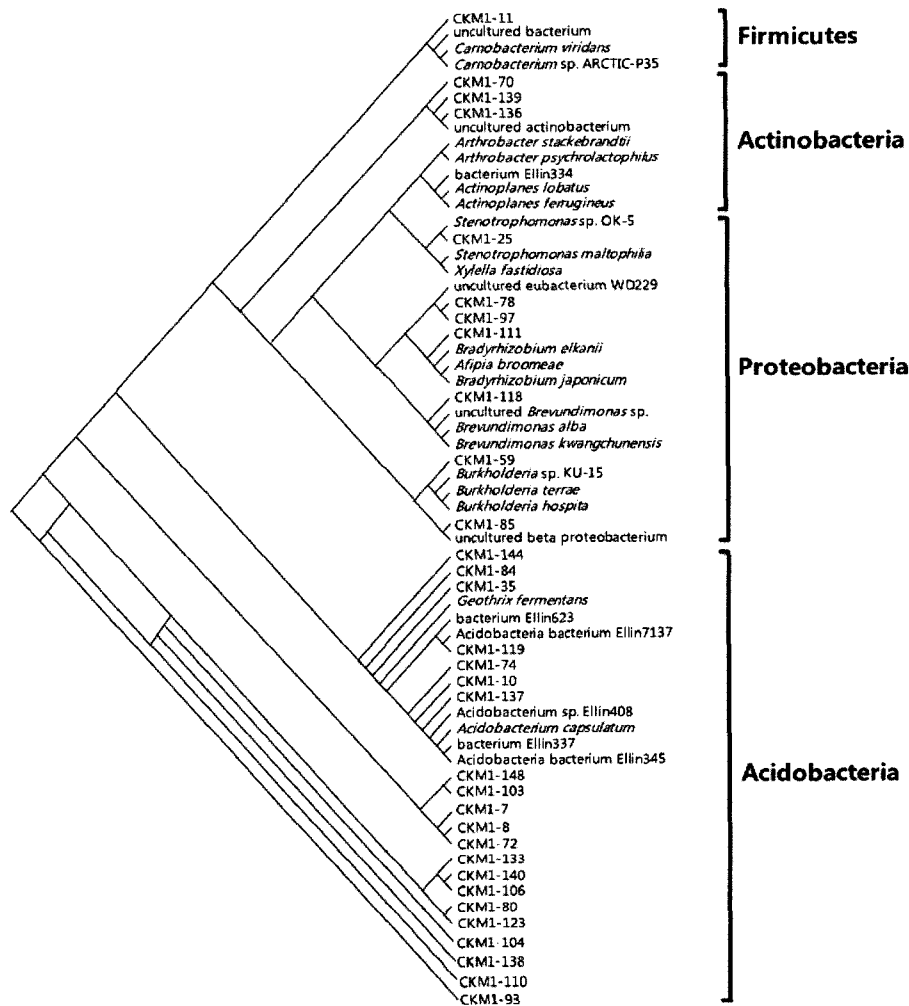 CKM1-11
uncultured bacterium
Carnobacterium viridans
Carnobacterium sp. ARCTIC-P35
Firmicutes
CKM1-70
CKM1-139
CKM1-136
uncultured actinobacterium
Arthrobacter stackebrandtii
Arthrobacter psychrolactophilus
bacterium Ellin334
Actinoplanes lobatus
Actinoplanes ferrugineus
Actinobacteria
Stenotrophomonas sp. OK-5
CKM1-25
Stenotrophomonas maltophilia
Xylella fastidiosa
uncultured eubacterium WD229
CKM1-78
CKM1-97
CKM1-111
Bradyrhizobium elkanii
Afipia broomeae
Bradyrhizobium japonicum
CKM1-118
uncultured Brevundimonas sp.
Brevundimonas alba
Brevundimonas kwangchunensis
CKM1-59
Burkholderia sp. KU-15
Burkholderia terrae
Burkholderia hospita
CKM1-85
uncultured beta proteobacterium
Proteobacteria
CKM1-144
CKM1-84
CKM1-35
Geothrix fermentans
bacterium Ellin623
Acidobacteria bacterium Ellin7137
CKM1-119
CKM1-74
CKM1-10
CKM1-137
Acidobacterium sp. Ellin408
Acidobacterium capsulatum
bacterium Ellin337
Acidobacteria bacterium Ellin345
CKM1-148
CKM1-103
CKM1-7
CKM1-8
CKM1-72
CKM1-133
CKM1-140
CKM1-106
CKM1-80
CKM1-123
CKM1-104
CKM1-138
CKM1-110
CKM1-93
Acidobacteria